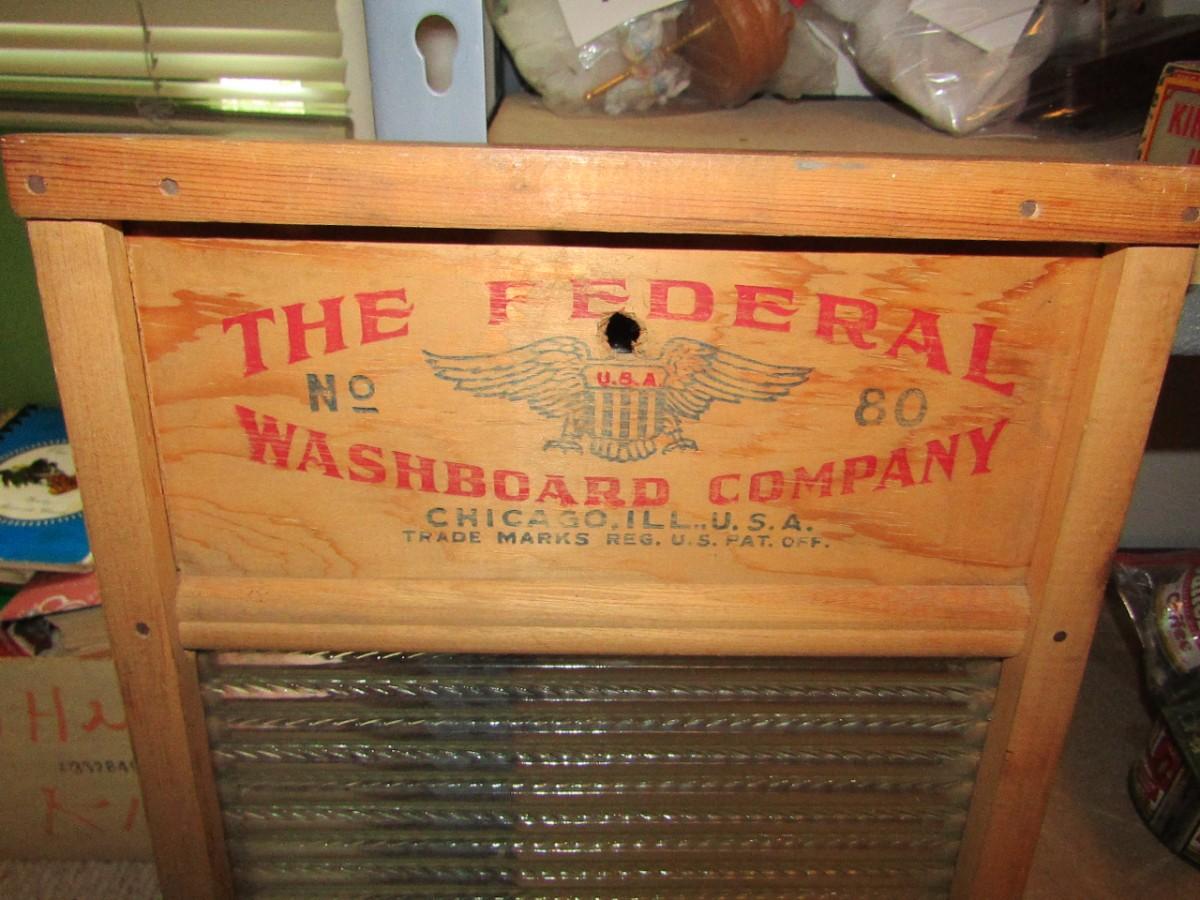 THE FEDERAL
U.S.A.
No 80
WASHBOARD COMPANY
CHICAGO, ILL., U.S.A.
TRADE MARKS REG. U.S. PAT. OFF.